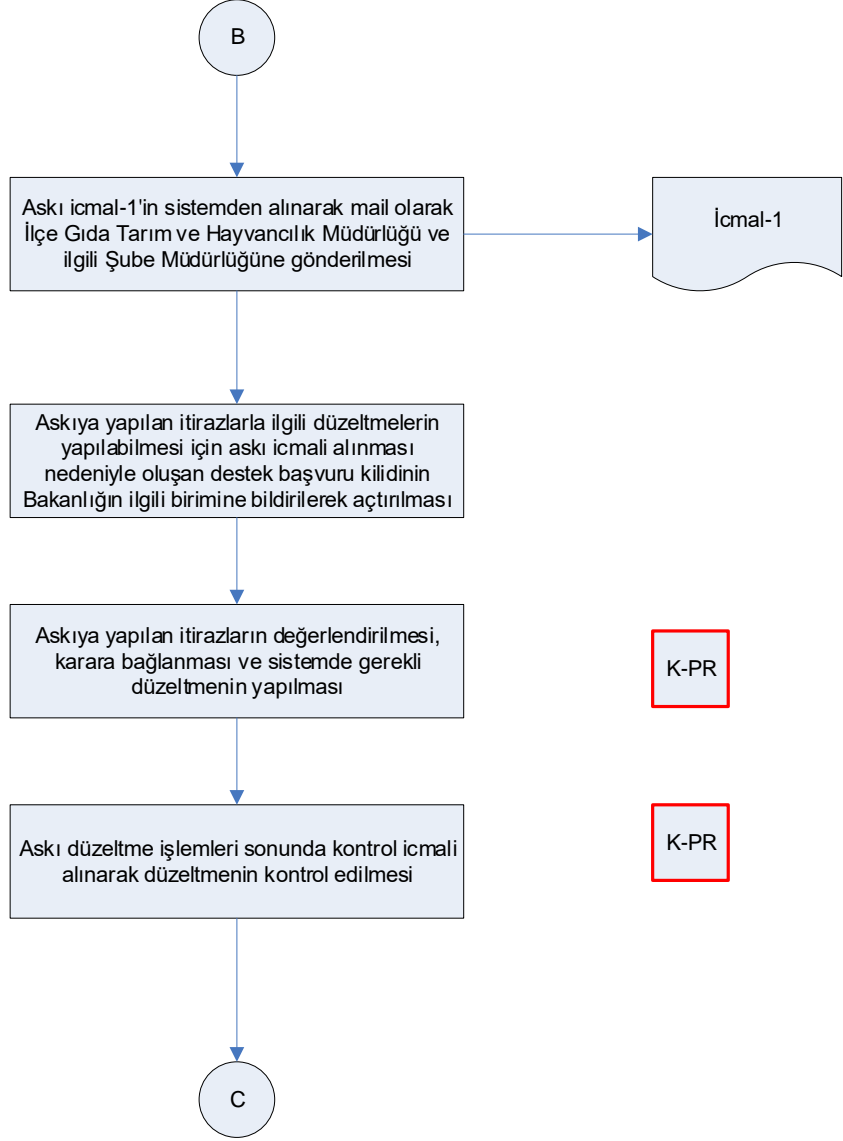 B
Askı icmal-1'in sistemden alınarak mail olarak
İlçe Gıda Tarım ve Hayvancılık Müdürlüğü ve
ilgili Şube Müdürlüğüne gönderilmesi
İcmal-1
Askıya yapılan itirazlarla ilgili düzeltmelerin
yapılabilmesi için askı icmali alınması
nedeniyle oluşan destek başvuru kilidinin
Bakanlığın ilgili birimine bildirilerek açtırılması
Askıya yapılan itirazların değerlendirilmesi,
karara bağlanması ve sistemde gerekli
düzeltmenin yapılması
K-PR
Askı düzeltme işlemleri sonunda kontrol icmali
alınarak düzeltmenin kontrol edilmesi
K-PR
C